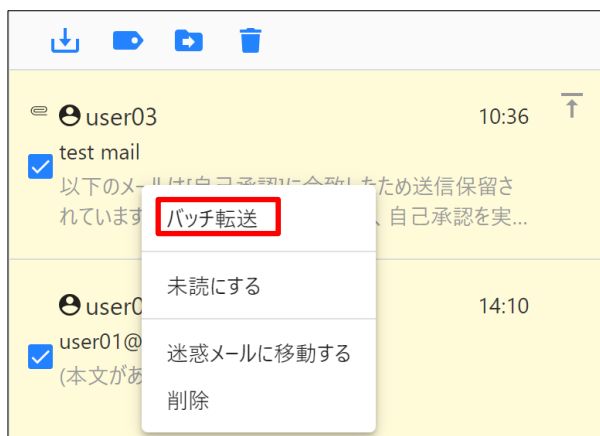 user03 10:36
test mail
以下のメールは[自己承認]に合致したため送信保留さ
れています 、自己承認を実...
バッチ転送
未読にする
迷惑メールに移動する
削除
user0 14:10
user01@
(本文があ